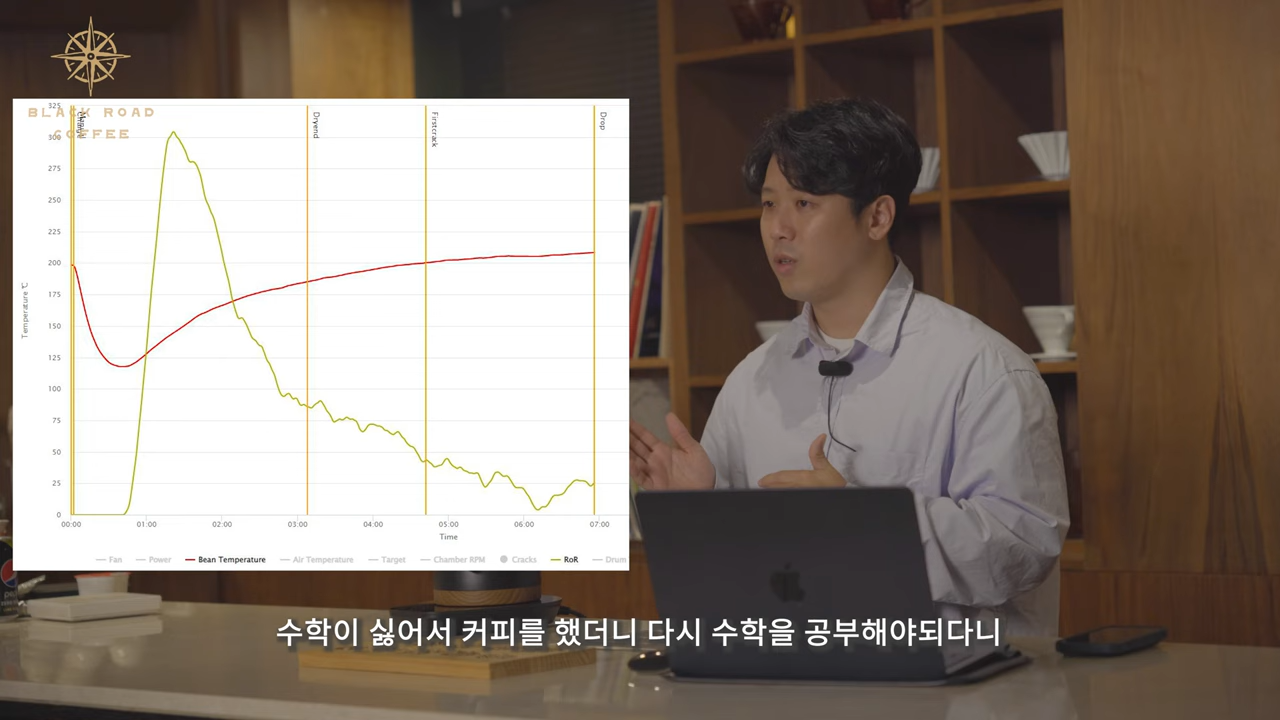 BLACK ROAD
COFFEE
325
300
275
250
225
200
175
150
125
100
75
50
25
0
Temperature ℃
Dryend
Firstcrack
Drop
00:00
01:00
02:00
03:00
04:00
05:00
06:00
07:00
Time
Fan
Power
Bean Temperature
Air Temperature
Target
Chamber RPM
Cracks
RoR
Drum
수학이 싫어서 커피를 했더니 다시 수학을 공부해야되다니